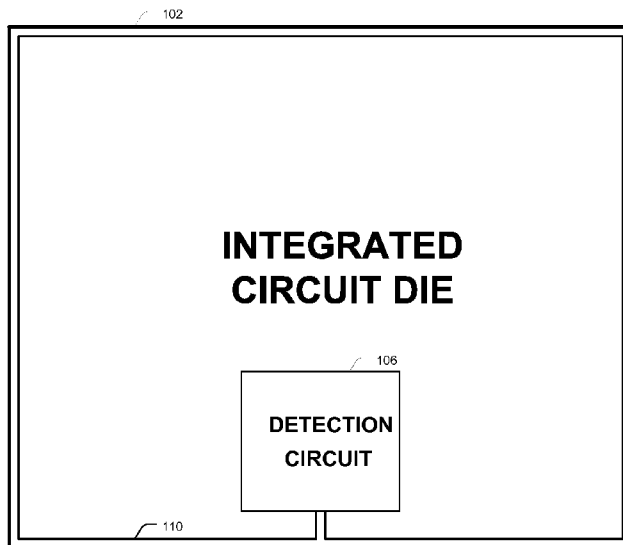 102
INTEGRATED
CIRCUIT DIE
106
DETECTION
CIRCUIT
110